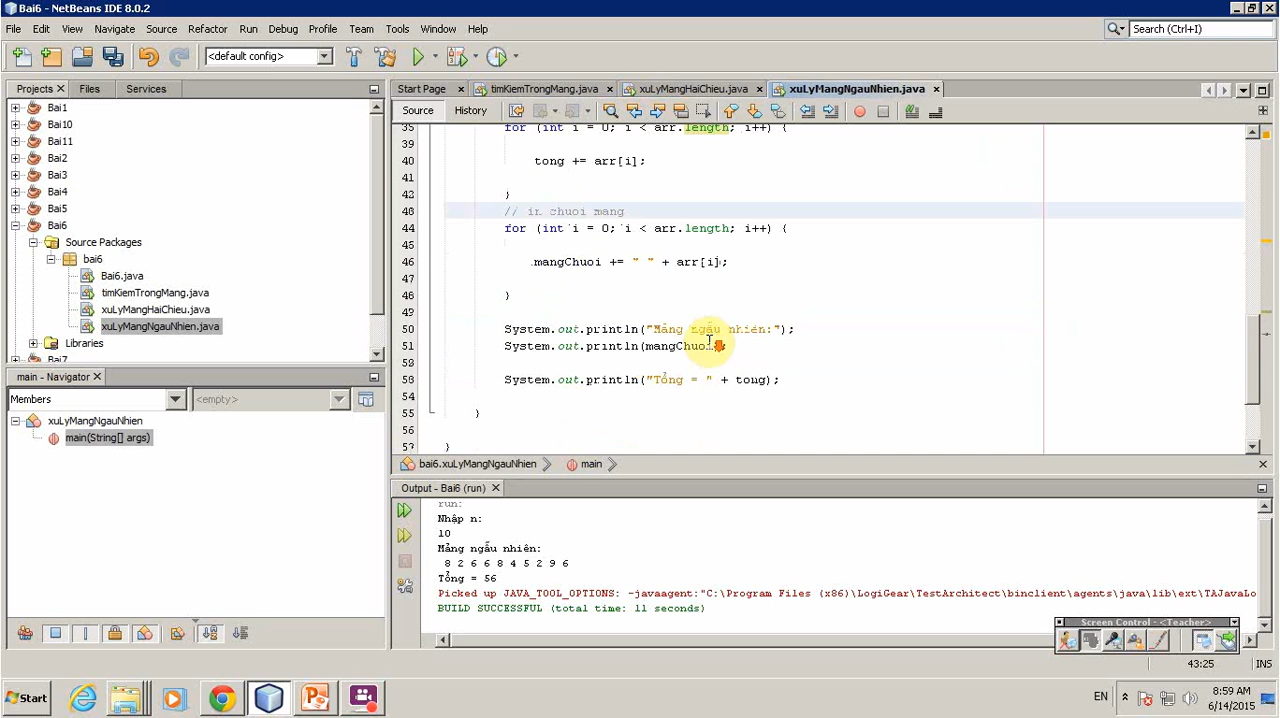 Bai6 - NetBeans IDE 8.0.2
File Edit View Navigate Source Refactor Run Debug Profile Team Tools Window Help
Search (Ctrl+I)
<default config>
Projects Files Services
Start Page timKiemTrongMang.java xuLyMangHaiChieu.java xuLyMangNgauNhien.java
Source History
Bai1
Bai10
Bai11
Bai2
Bai3
Bai4
Bai5
Bai6
Source Packages
bai6
Bai6.java
timKiemTrongMang.java
xuLyMangHaiChieu.java
xuLyMangNgauNhien.java
Libraries
Bai7
for (int i = 0; i < arr.length; i++) {
39
40 tong += arr[i];
41
42 }
43 // in chuoi mang
44 for (int i = 0; i < arr.length; i++) {
45
46 mangChuoi += " " + arr[i];
47
48 }
50 System.out.println("Mảng ngẫu nhiên:");
51 System.out.println(mangChuoi);
53 System.out.println("Tổng = " + tong);
54
55 }
56
57 }
main - Navigator
Members <empty>
xuLyMangNgauNhien
main(String[] args)
bai6.xuLyMangNgauNhien main
Output - Bai6 (run)
run:
Nhập n:
10
Mảng ngẫu nhiên:
8 2 6 6 8 4 5 2 9 6
Tổng = 56
Picked up JAVA_TOOL_OPTIONS: -javaagent:"C:\Program Files (x86)\LogiGear\TestArchitect\binclient\agents\java\lib\ext\TAJavaLo
BUILD SUCCESSFUL (total time: 11 seconds)
Screen Control - <Teacher>
43:25 INS
Start
EN
8:59 AM
6/14/2015